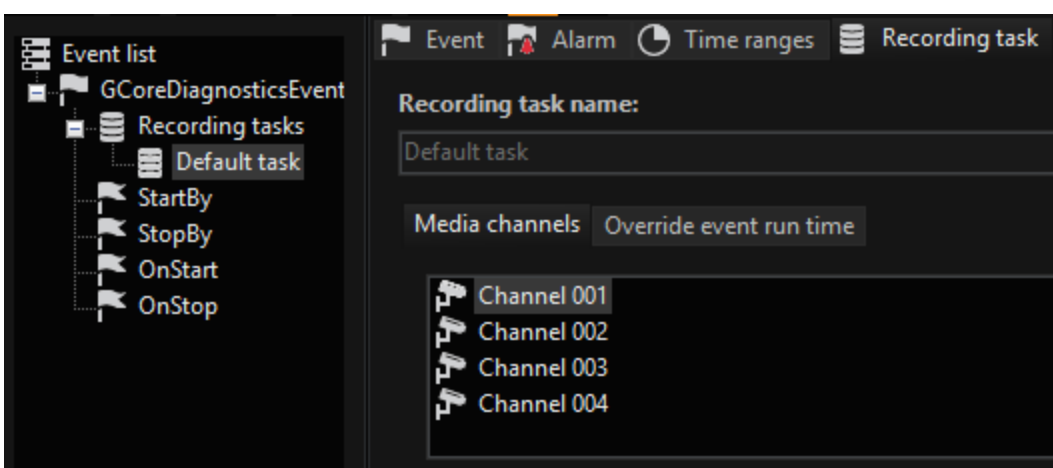 Event list
GCoreDiagnosticsEvent
Recording tasks
Default task
StartBy
StopBy
OnStart
OnStop
Event Alarm Time ranges Recording task
Recording task name:
Default task
Media channels Override event run time
Channel 001
Channel 002
Channel 003
Channel 004